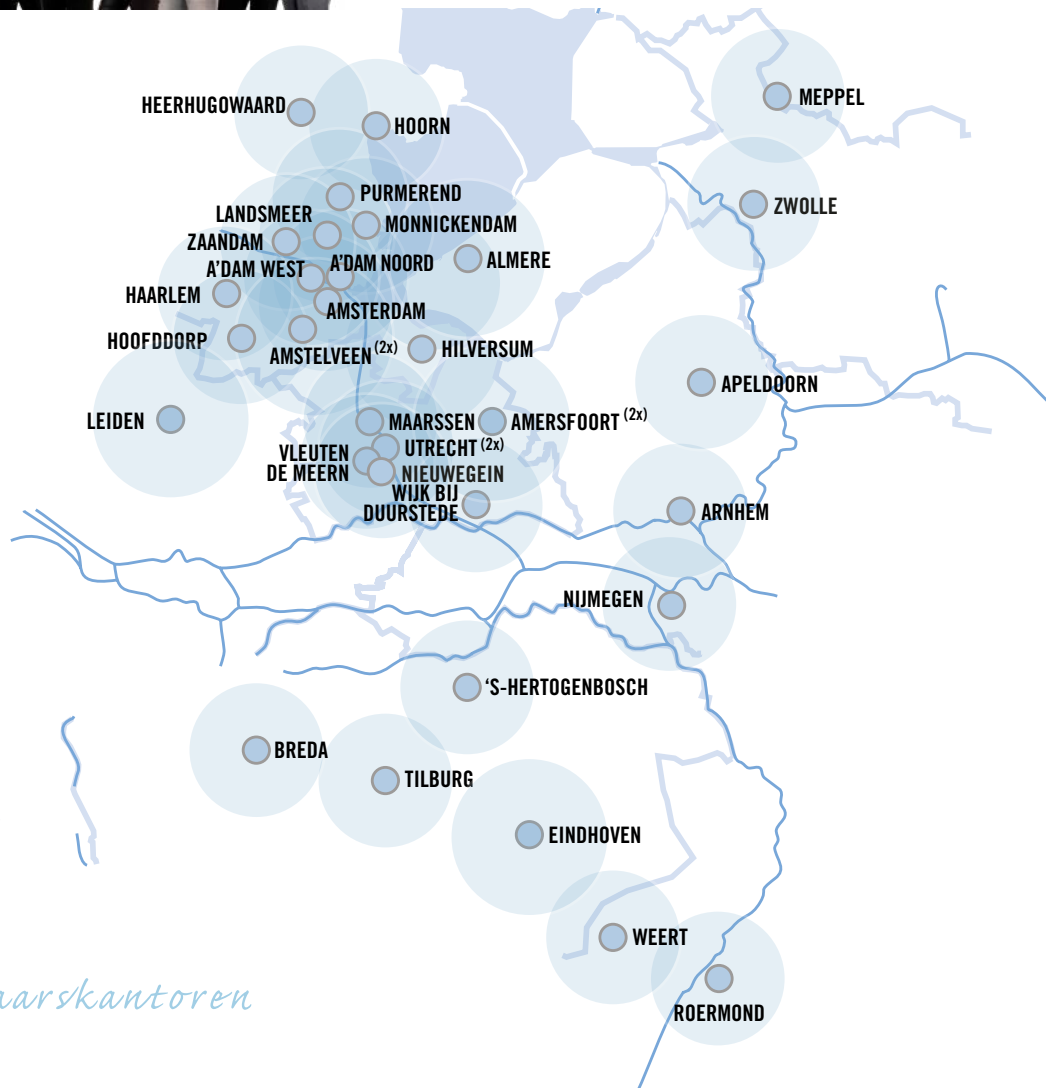 HEERHUGOWAARD
HOORN
MEPPEL
PURMEREND
ZWOLLE
LANDSMEER
MONNICKENDAM
ZAANDAM
A'DAM WEST
A'DAM NOORD
ALMERE
HAARLEM
AMSTERDAM
HOOFDDORP
AMSTELVEEN (2x)
HILVERSUM
APELDOORN
LEIDEN
MAARSSEN
AMERSFOORT (2x)
UTRECHT (2x)
VLEUTEN
DE MEERN
NIEUWEGEIN
WIJK BIJ
DUURSTEDE
ARNHEM
NIJMEGEN
‘S-HERTOGENBOSCH
BREDA
TILBURG
EINDHOVEN
WEERT
aarskantoren
ROERMOND